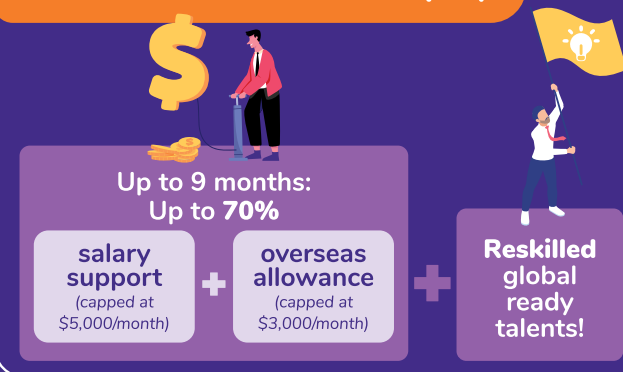 Up to 9 months:
Up to 70%
salary
support
(capped at
$5,000/month)
+
overseas
allowance
(capped at
$3,000/month)
+
Reskilled
global
ready
talents!